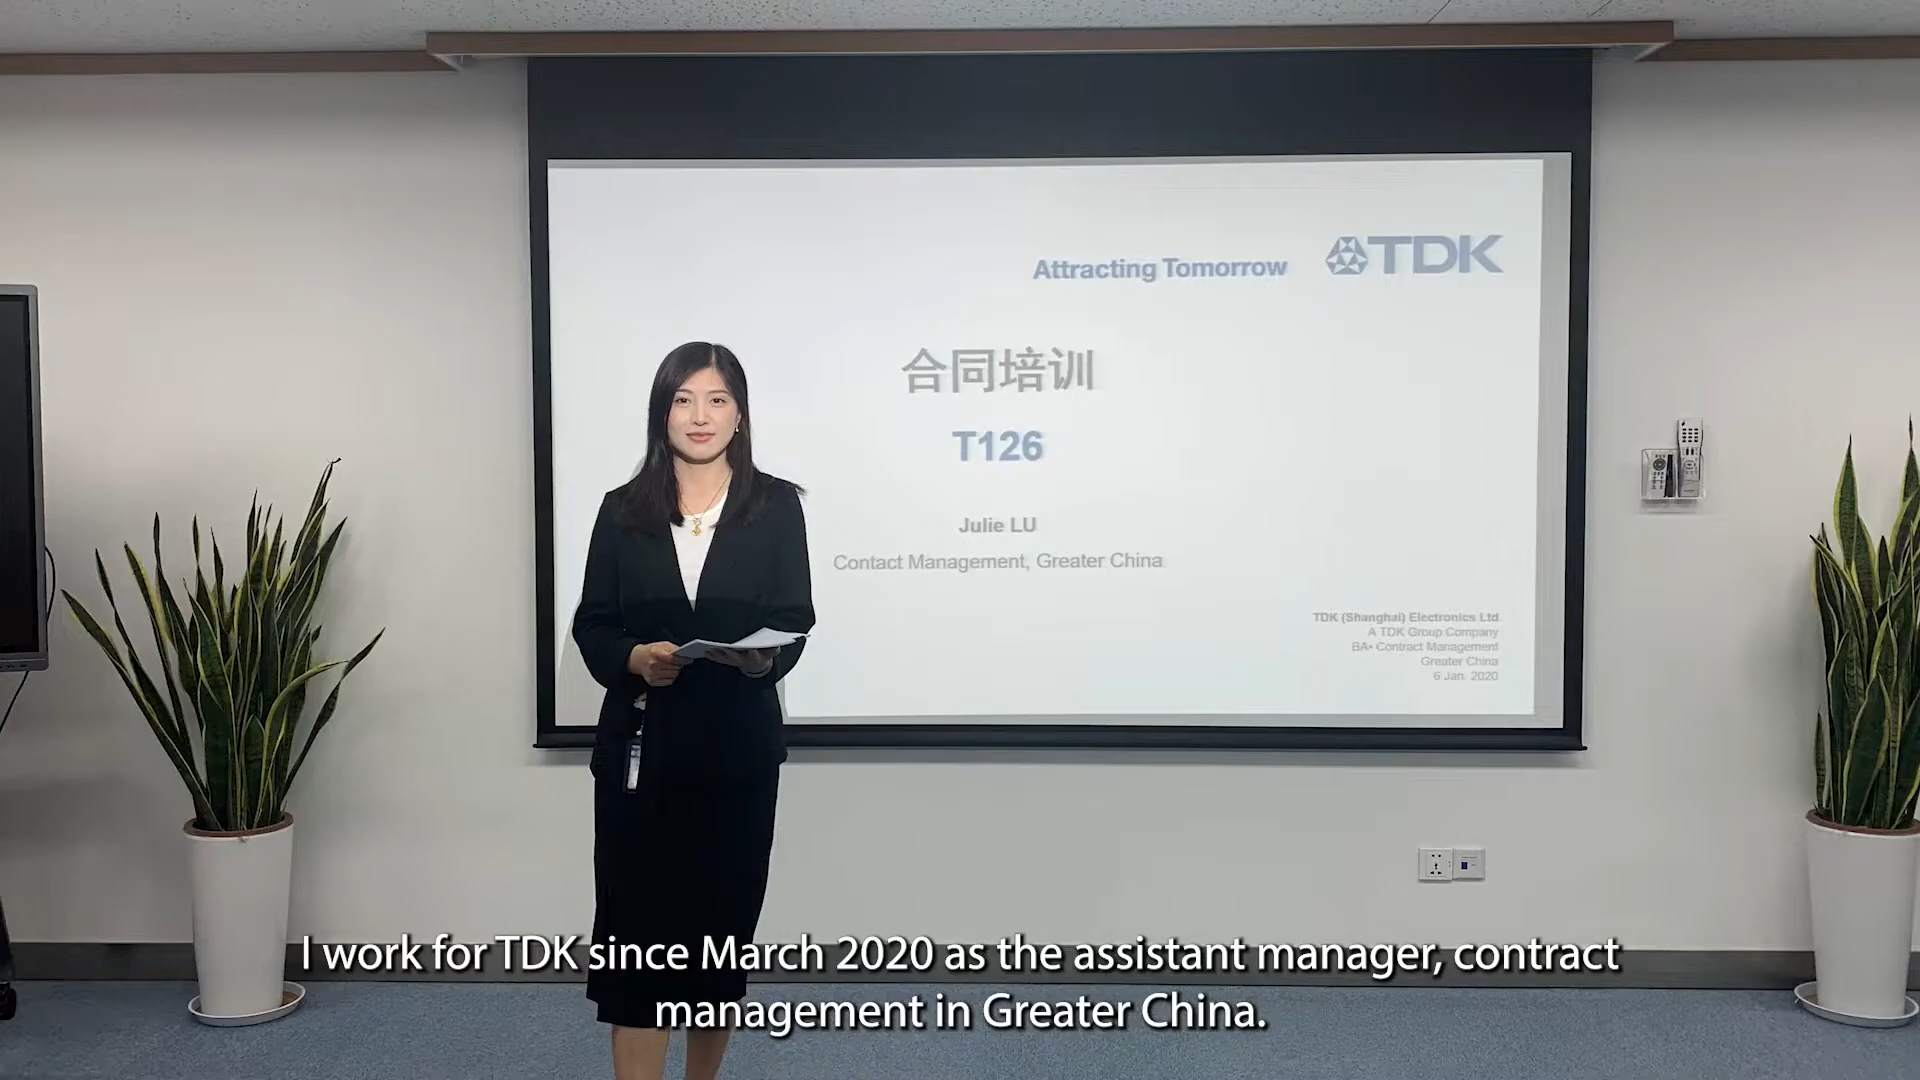 Attracting Tomorrow
TDK
合同培训
T126
Julie LU
Contact Management, Greater China
TDK (Shanghai) Electronics Ltd.
A TDK Group Company
BA• Contract Management
Greater China
6 Jan. 2020
I work for TDK since March 2020 as the assistant manager, contract
management in Greater China.